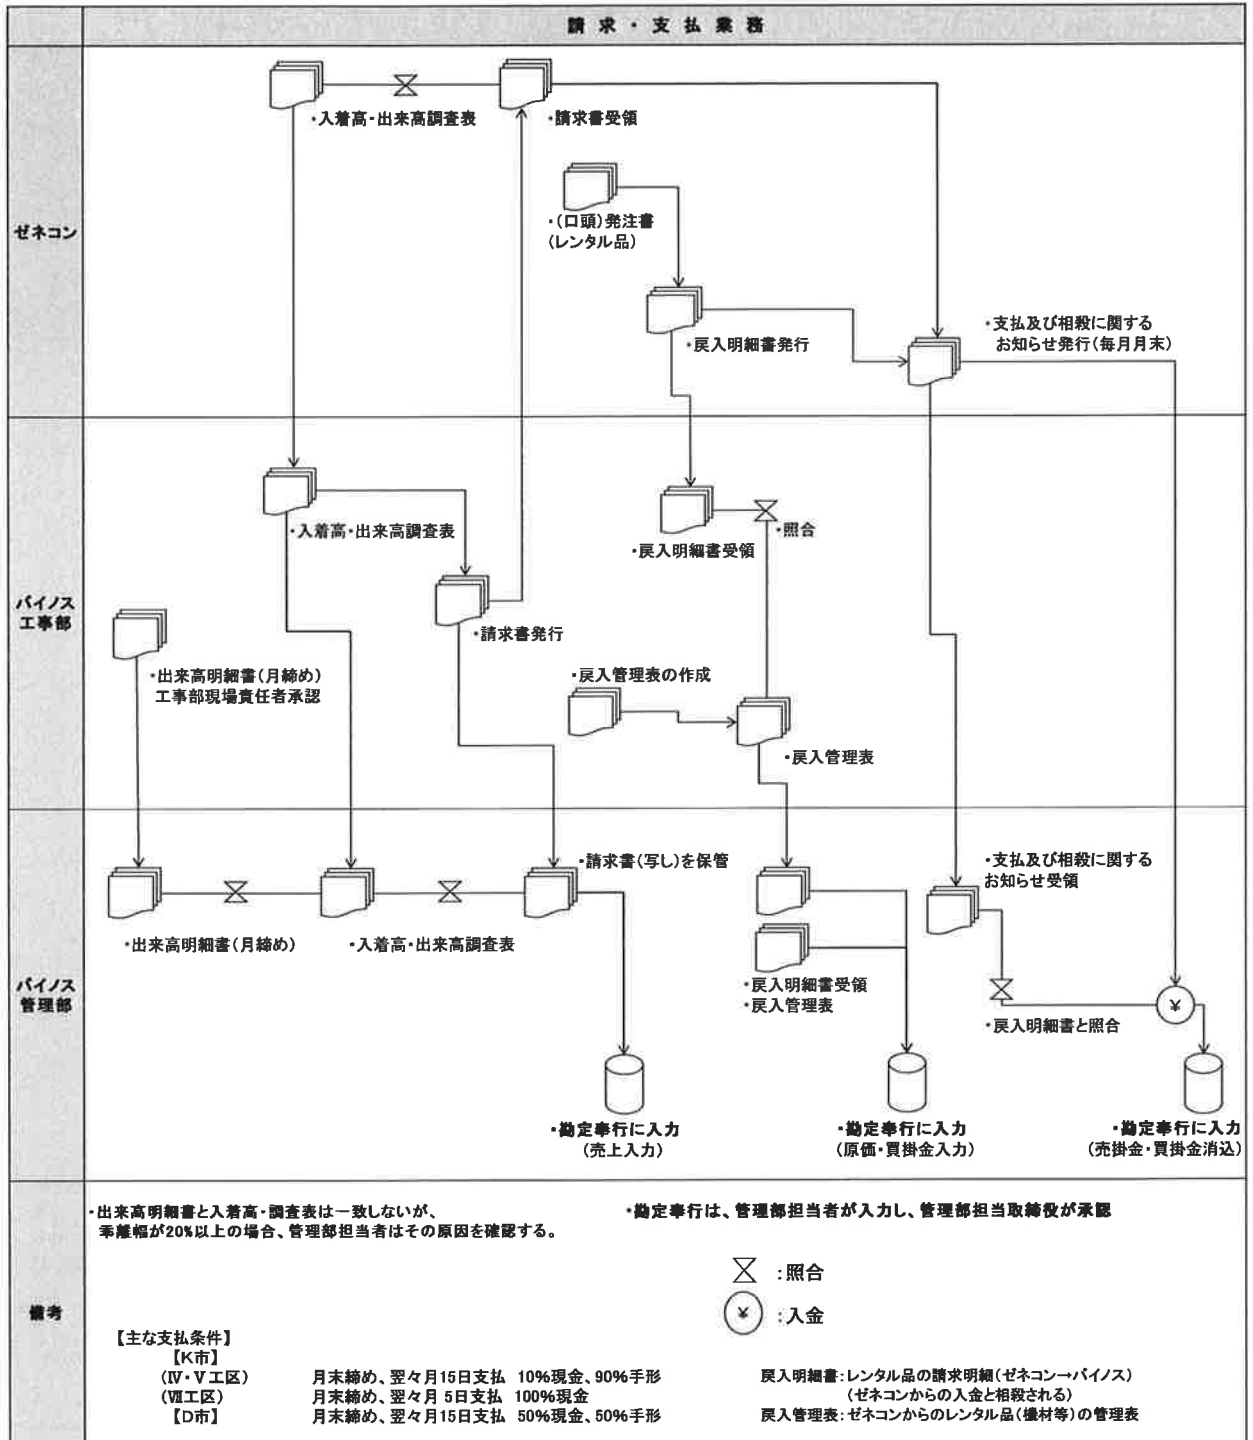 請求・支払業務
ゼネコン
・入着高・出来高調査表
・請求書受領
・(口頭)発注書
(レンタル品)
・戻入明細書発行
・支払及び相殺に関する
お知らせ発行(毎月月末)
バイノス
工事部
・入着高・出来高調査表
・戻入明細書受領
・照合
・請求書発行
・出来高明細書(月締め)
工事部現場責任者承認
・戻入管理表の作成
・戻入管理表
バイノス
管理部
・請求書(写し)を保管
・支払及び相殺に関する
お知らせ受領
・出来高明細書(月締め)
・入着高・出来高調査表
・戻入明細書受領
・戻入管理表
・戻入明細書と照合
¥
・勘定奉行に入力
(売上入力)
・勘定奉行に入力
(原価・買掛金入力)
・勘定奉行に入力
(売掛金・買掛金消込)
備考
・出来高明細書と入着高・調査表は一致しないが、
乖離幅が20%以上の場合、管理部担当者はその原因を確認する。
・勘定奉行は、管理部担当者が入力し、管理部担当取締役が承認
:照合
¥ :入金
【主な支払条件】
【K市】
(Ⅳ・Ⅴ工区) 月末締め、翌々月15日支払 10%現金、90%手形
(Ⅶ工区) 月末締め、翌々月 5日支払 100%現金
【D市】 月末締め、翌々月15日支払 50%現金、50%手形
戻入明細書:レンタル品の請求明細(ゼネコン→バイノス)
(ゼネコンからの入金と相殺される)
戻入管理表:ゼネコンからのレンタル品(機材等)の管理表